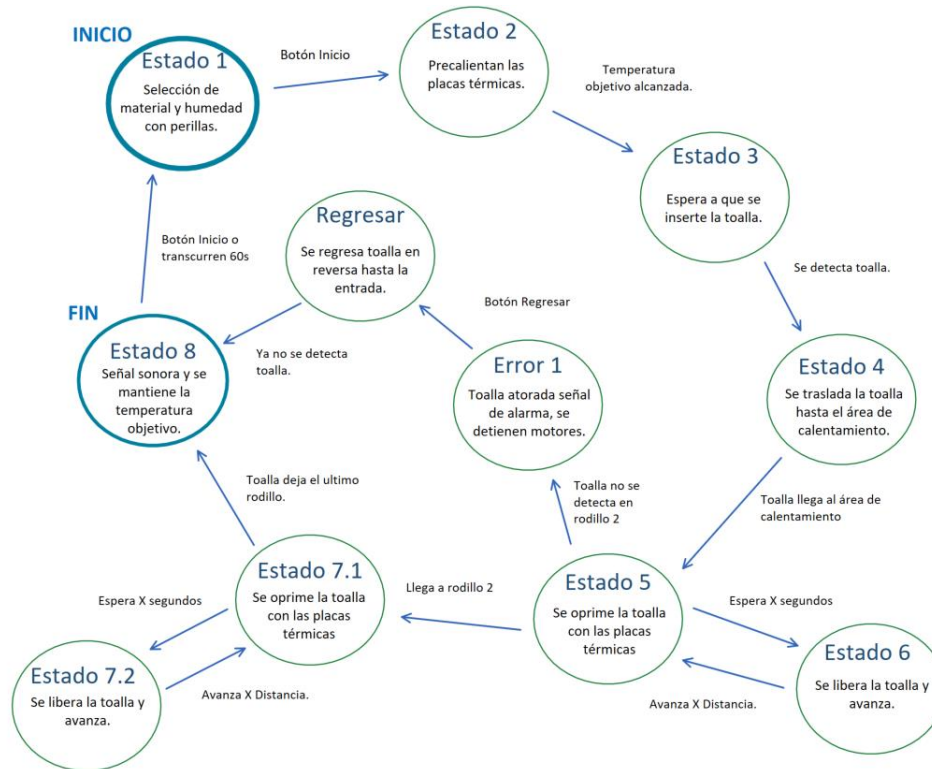 INICIO
Estado 1
Selección de
material y humedad
con perillas.
Botón Inicio
Estado 2
Precalientan las
placas térmicas.
Temperatura
objetivo alcanzada.
Estado 3
Espera a que se
inserte la toalla.
Se detecta toalla.
Estado 4
Se traslada la toalla
hasta el área de
calentamiento.
Toalla llega al área de
calentamiento
Estado 5
Se oprime la toalla
con las placas
térmicas
Espera X segundos
Estado 6
Se libera la toalla y
avanza.
Avanza X Distancia.
Toalla no se
detecta en
rodillo 2
Error 1
Toalla atorada señal
de alarma, se
detienen motores.
Botón Regresar
Regresar
Se regresa toalla en
reversa hasta la
entrada.
Ya no se detecta
toalla.
Llega a rodillo 2
Estado 7.1
Se oprime la toalla
con las placas
térmicas
Espera X segundos
Estado 7.2
Se libera la toalla y
avanza.
Avanza X Distancia.
Toalla deja el ultimo
rodillo.
FIN
Estado 8
Señal sonora y se
mantiene la
temperatura
objetivo.
Botón Inicio o
transcurren 60s